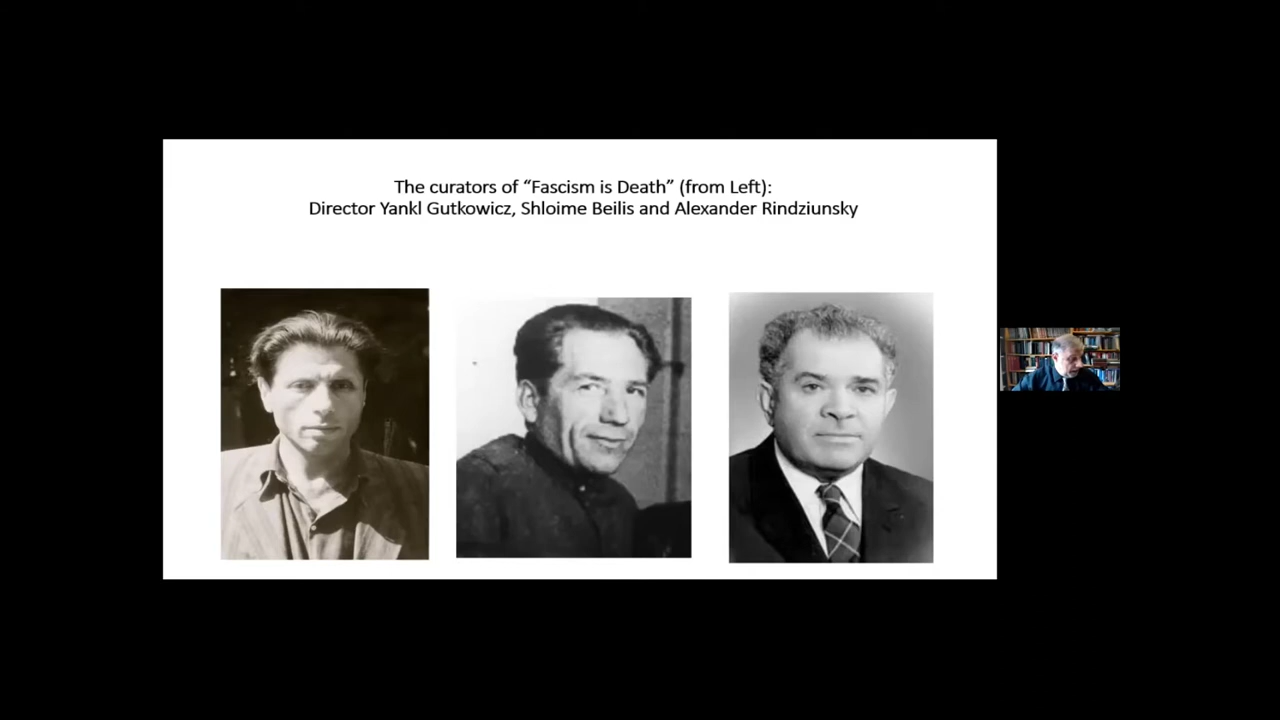 The curators of “Fascism is Death” (from Left):
Director Yankl Gutkowicz, Shloime Beilis and Alexander Rindziunsky